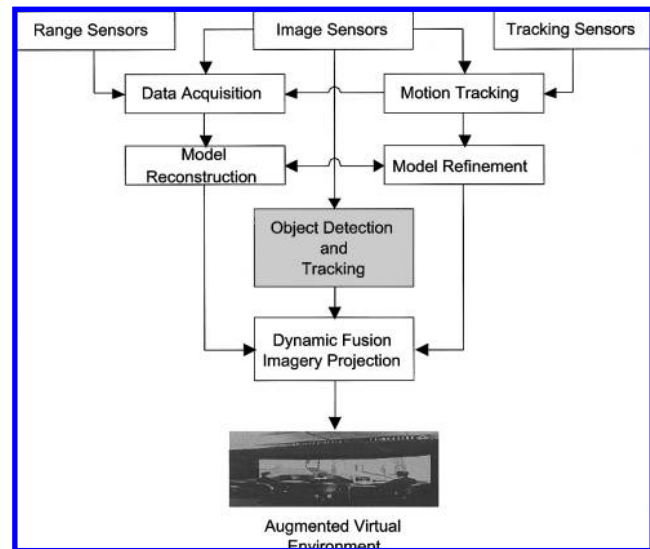 Range Sensors
Image Sensors
Tracking Sensors
Data Acquisition
Motion Tracking
Model
Reconstruction
Model Refinement
Object Detection
and
Tracking
Dynamic Fusion
Imagery Projection
Augmented Virtual
Environment